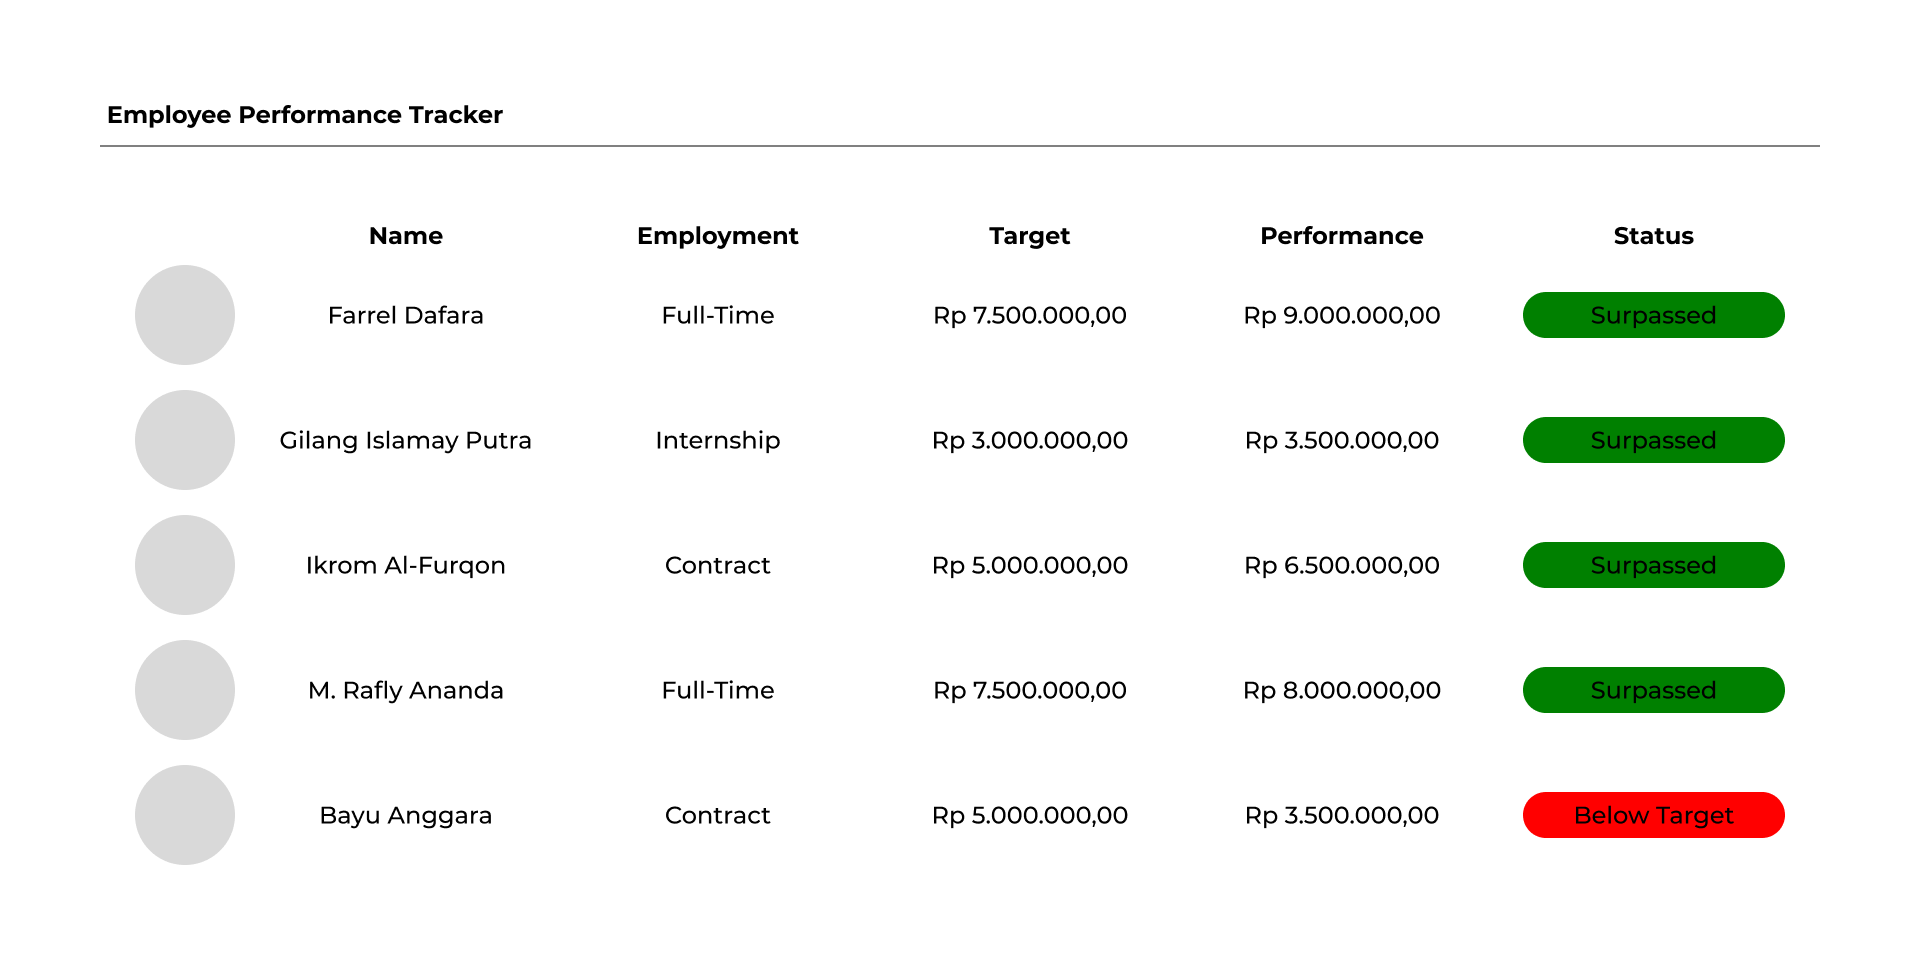 Employee Performance Tracker
Name Employment Target Performance Status
Farrel Dafara Full-Time Rp 7.500.000,00 Rp 9.000.000,00 Surpassed
Gilang Islamay Putra Internship Rp 3.000.000,00 Rp 3.500.000,00 Surpassed
Ikrom Al-Furqon Contract Rp 5.000.000,00 Rp 6.500.000,00 Surpassed
M. Rafly Ananda Full-Time Rp 7.500.000,00 Rp 8.000.000,00 Surpassed
Bayu Anggara Contract Rp 5.000.000,00 Rp 3.500.000,00 Below Target